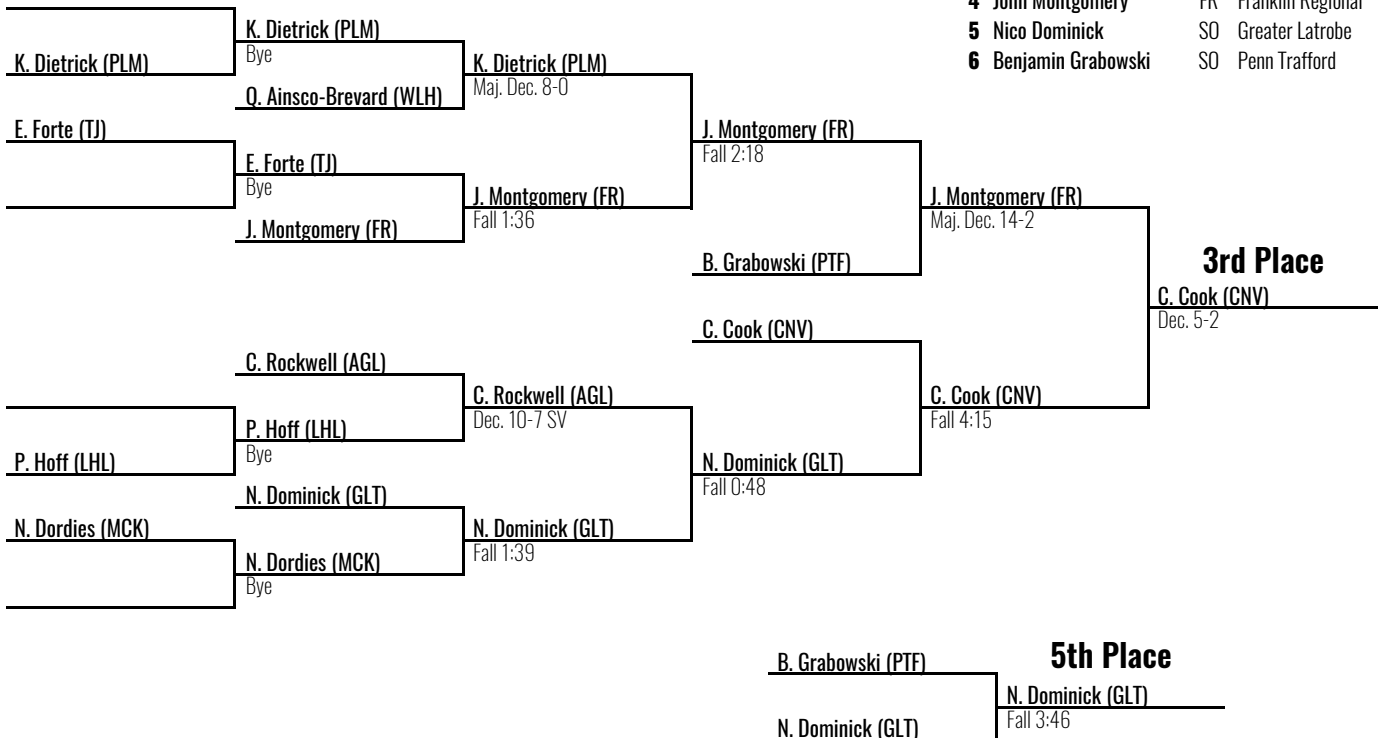 4 John Montgomery FR Franklin Regional
5 Nico Dominick SO Greater Latrobe
6 Benjamin Grabowski SO Penn Trafford
K. Dietrick (PLM)
K. Dietrick (PLM)
Bye
Q. Ainsco-Brevard (WLH)
K. Dietrick (PLM)
Maj. Dec. 8-0
E. Forte (TJ)
E. Forte (TJ)
Bye
J. Montgomery (FR)
J. Montgomery (FR)
Fall 1:36
J. Montgomery (FR)
Fall 2:18
B. Grabowski (PTF)
J. Montgomery (FR)
Maj. Dec. 14-2
3rd Place
C. Cook (CNV)
Dec. 5-2
C. Cook (CNV)
C. Cook (CNV)
Fall 4:15
C. Rockwell (AGL)
P. Hoff (LHL)
P. Hoff (LHL)
Bye
C. Rockwell (AGL)
Dec. 10-7 SV
N. Dominick (GLT)
Fall 0:48
N. Dominick (GLT)
N. Dordies (MCK)
N. Dordies (MCK)
Bye
N. Dominick (GLT)
Fall 1:39
5th Place
B. Grabowski (PTF)
N. Dominick (GLT)
N. Dominick (GLT)
Fall 3:46